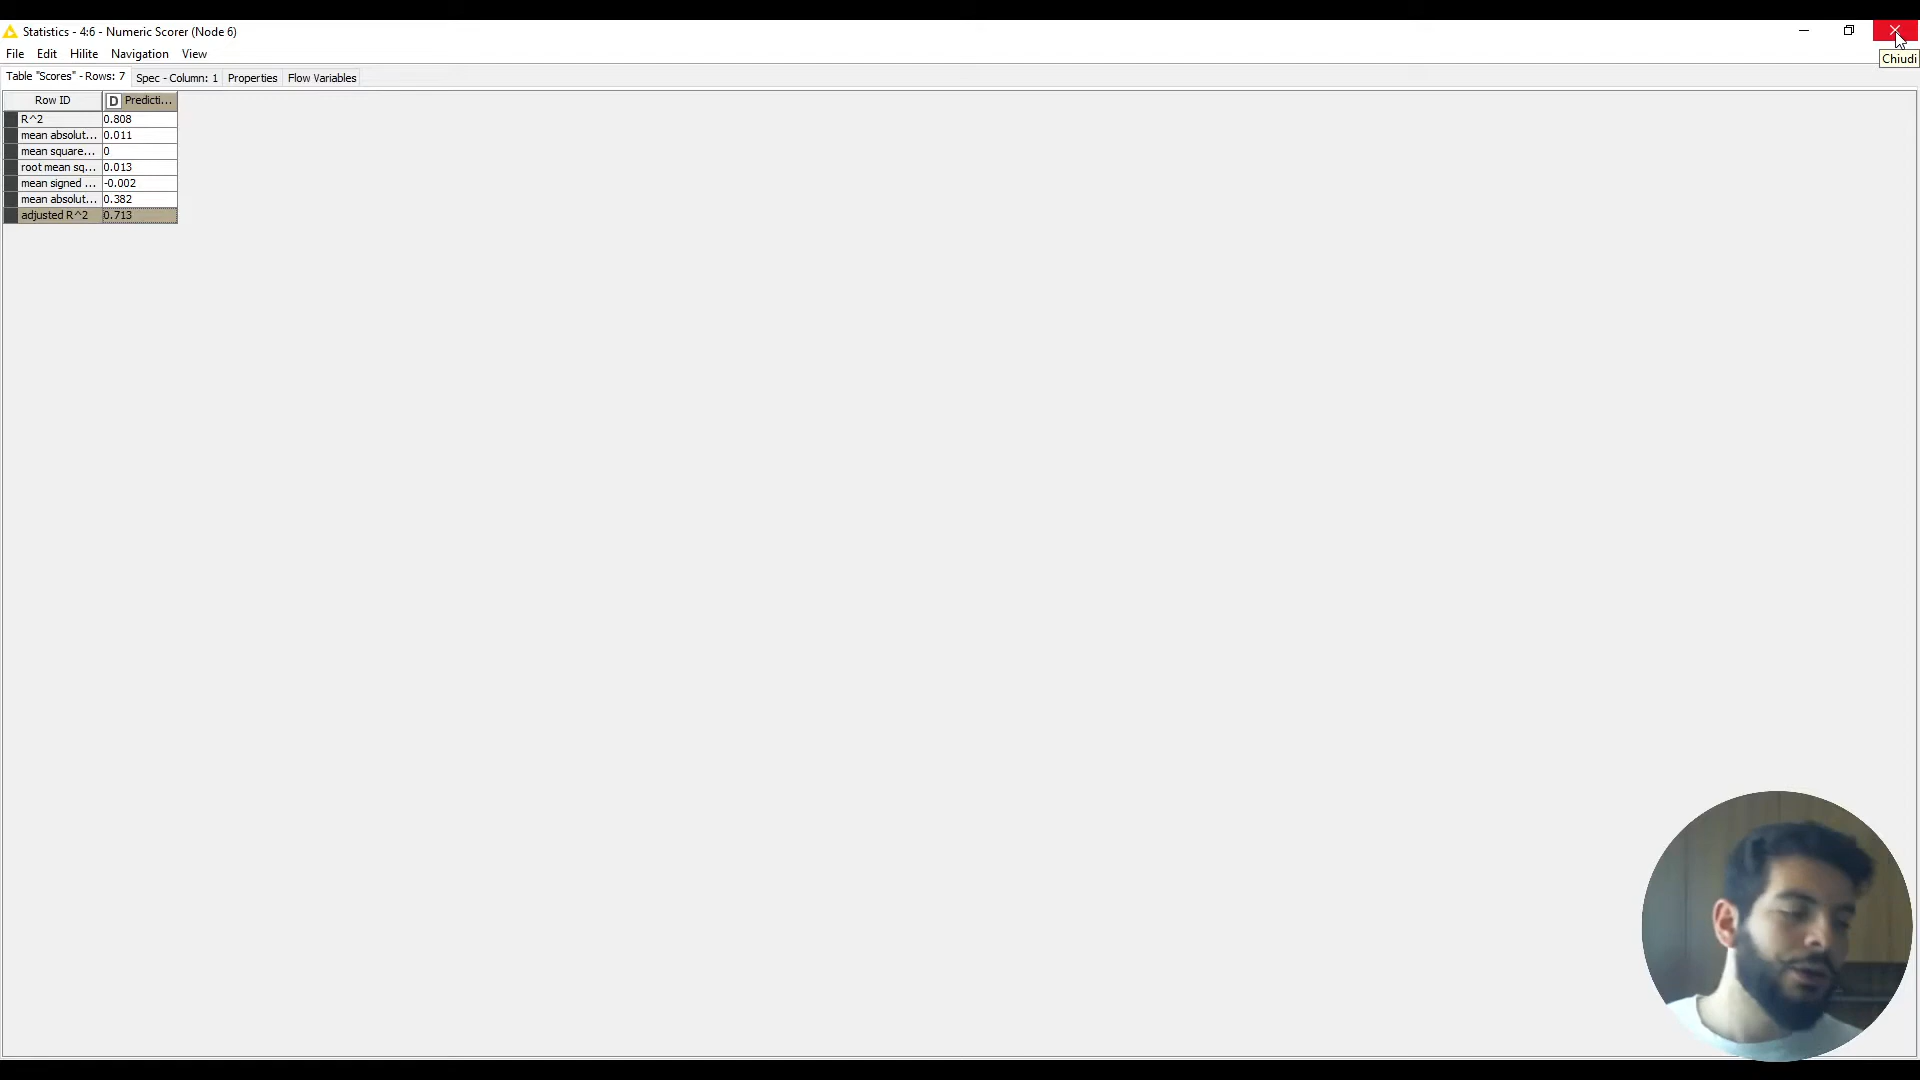 Statistics - 4:6 - Numeric Scorer (Node 6)
File Edit Hilite Navigation View
Chiudi
Table "Scores" - Rows: 7 Spec - Column: 1 Properties Flow Variables
Row ID D Predicti...
R^2 0.808
mean absolut... 0.011
mean square... 0
root mean sq... 0.013
mean signed ... -0.002
mean absolut... 0.382
adjusted R^2 0.713